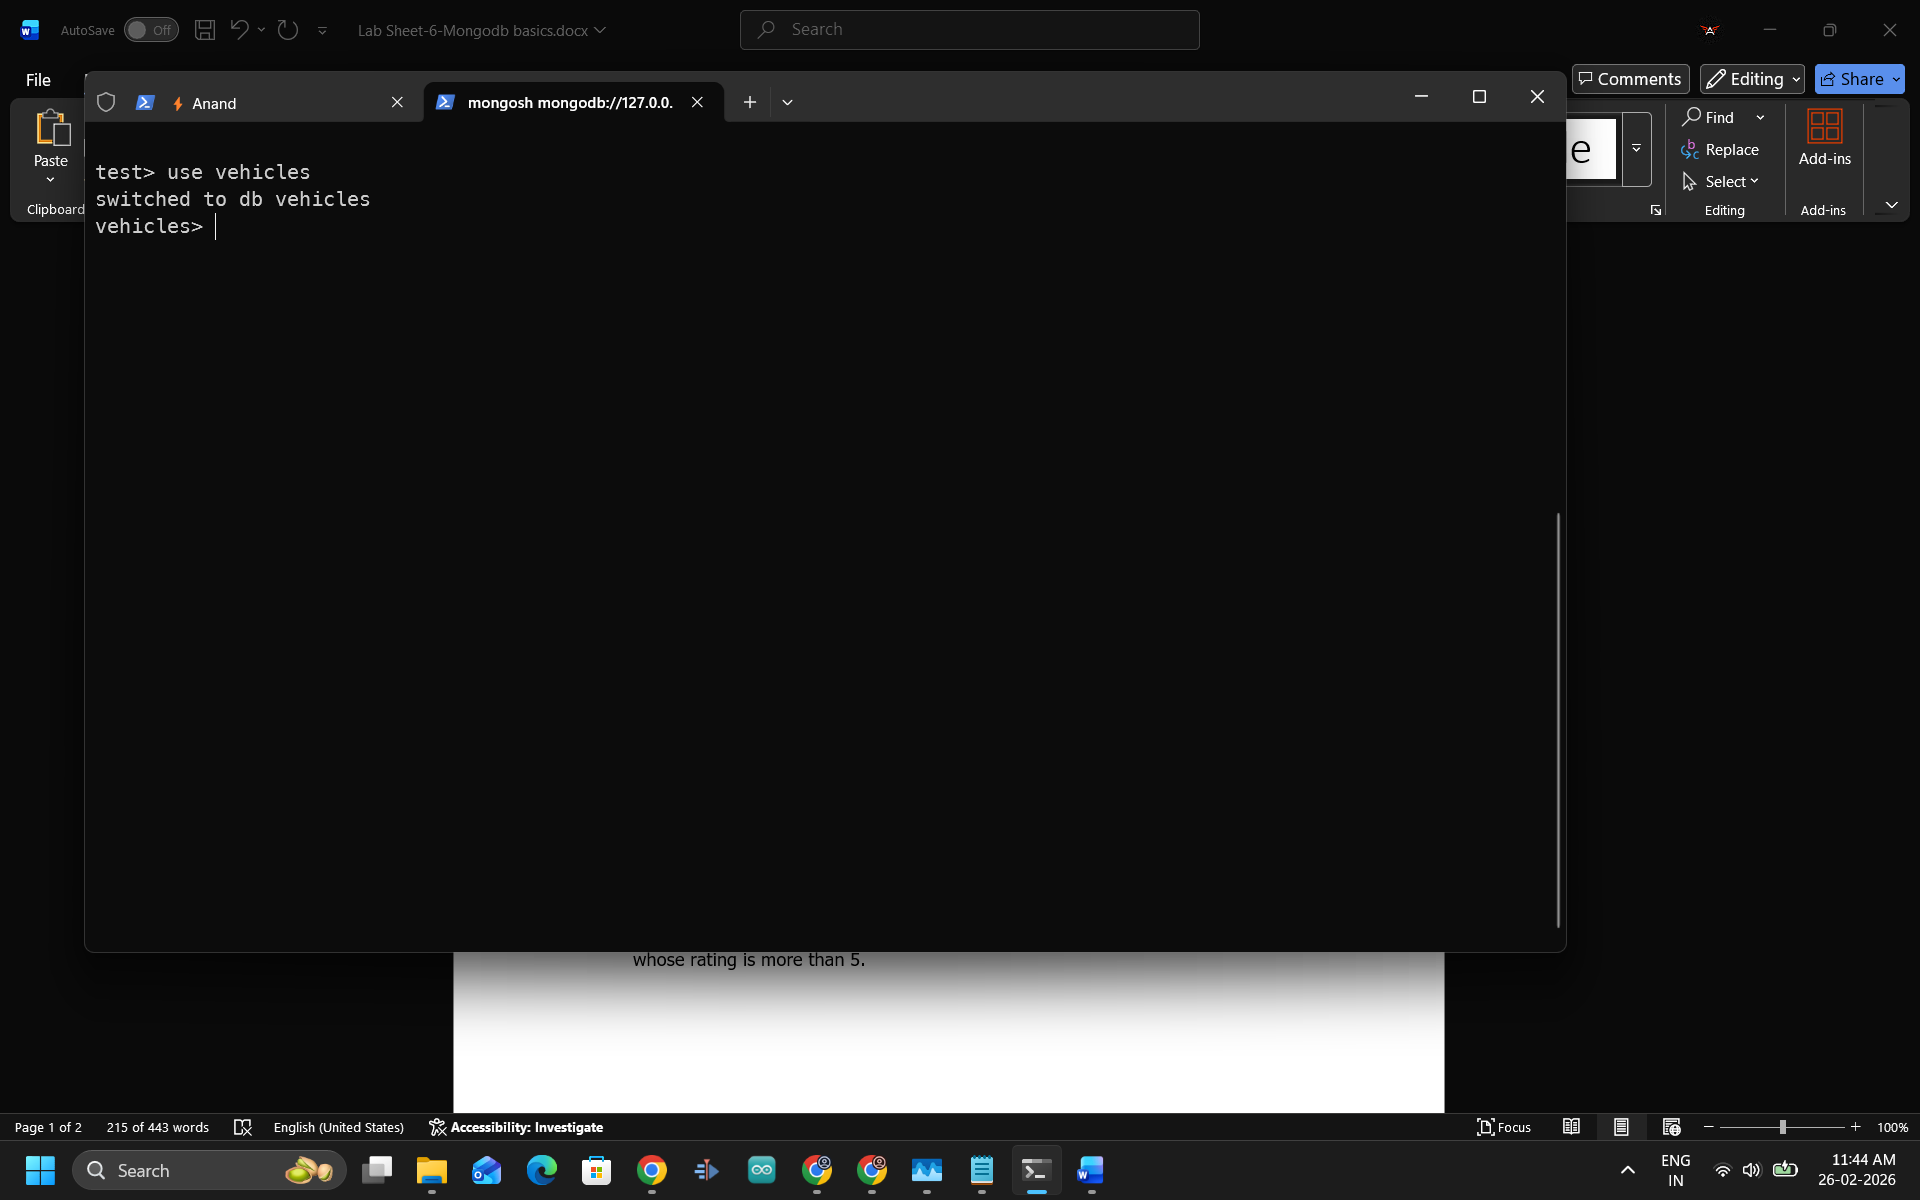 AutoSave
Off
Lab Sheet-6-Mongodb basics.docx
Search
File
Comments
Editing
Share
Anand
mongosh mongodb://127.0.0.
Paste
Clipboard
e
Find
Replace
Select
Editing
Add-ins
Add-ins
test> use vehicles
switched to db vehicles
vehicles>
whose rating is more than 5.
Page 1 of 2
215 of 443 words
English (United States)
Accessibility: Investigate
Focus
100%
Search
ENG
IN
11:44 AM
26-02-2026